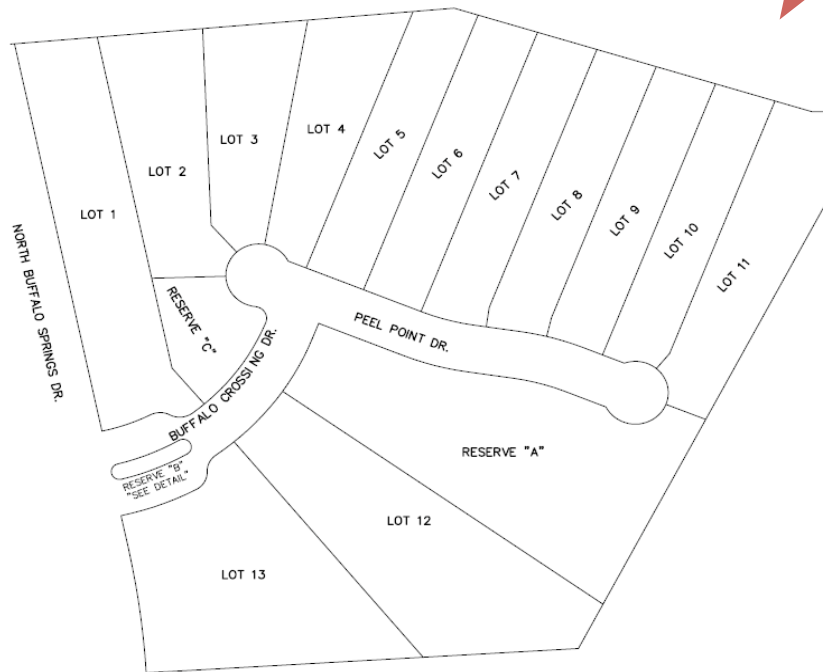 LOT 1
LOT 2
LOT 3
LOT 4
LOT 5
LOT 6
LOT 7
LOT 8
LOT 9
LOT 10
LOT 11
NORTH BUFFALO SPRINGS DR.
RESERVE "C"
PEEL POINT DR.
BUFFALO CROSSING DR.
RESERVE "A"
RESERVE "B"
"SEE DETAIL"
LOT 12
LOT 13